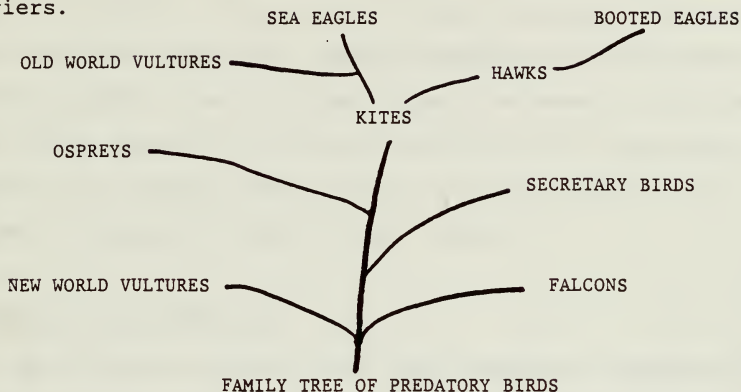 iers.
SEA EAGLES
BOOTED EAGLES
OLD WORLD VULTURES
HAWKS
KITES
OSPREYS
SECRETARY BIRDS
NEW WORLD VULTURES
FALCONS
FAMILY TREE OF PREDATORY BIRDS